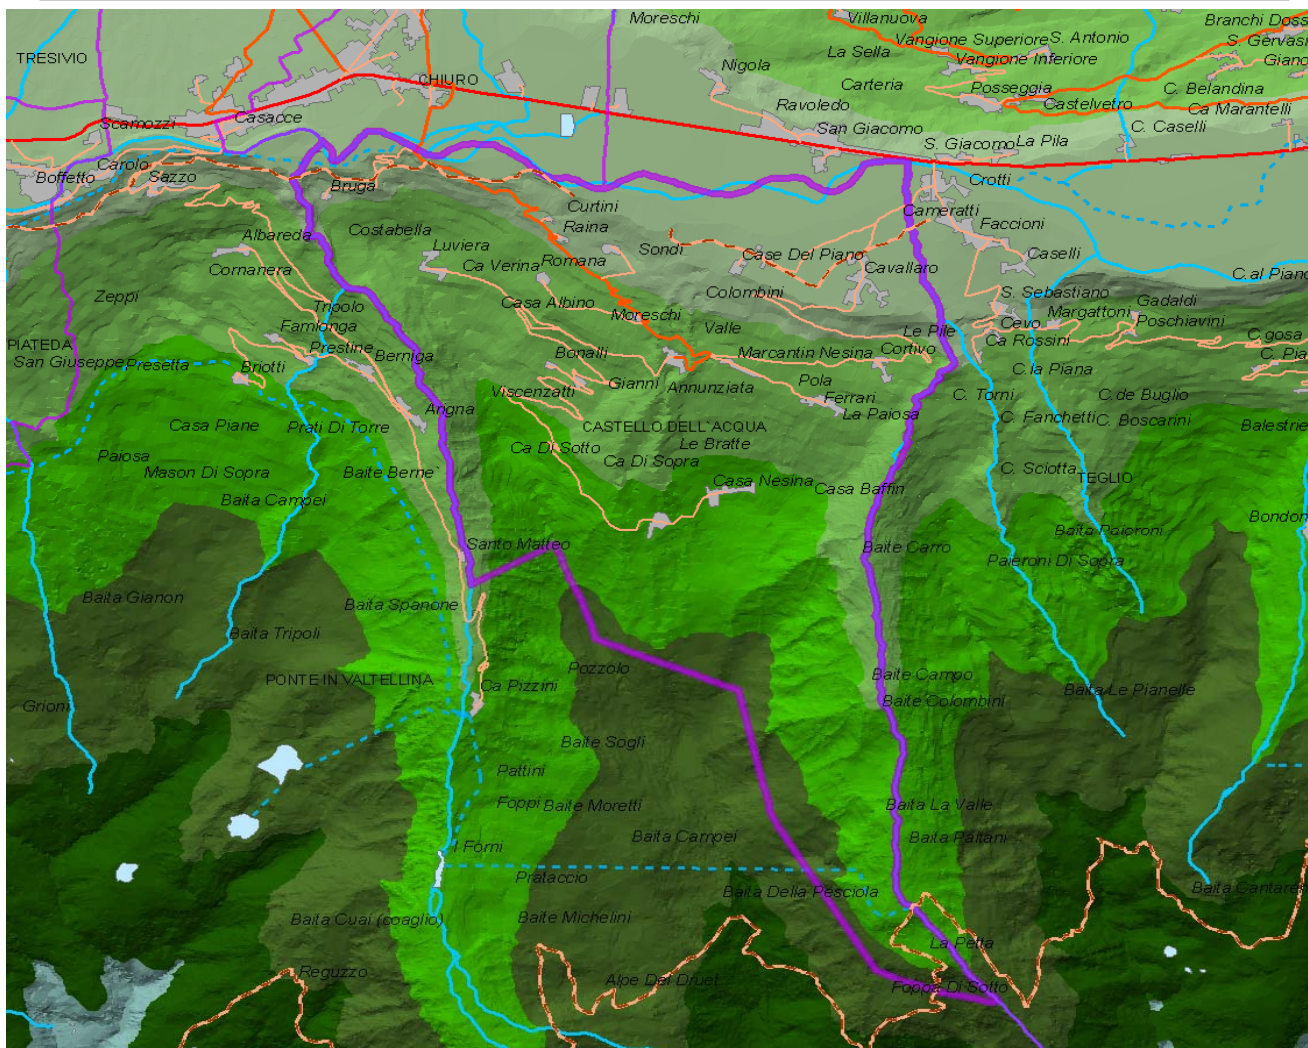 Moreschi
Villanuova
Branchi Doss
Vangione Superiore
S. Antonio
S. Gervasi
La Sella
TRESIVIO
Vangione Inferiore
Giano
Nigola
CHIURO
Carteria
Posseggia
C. Belandina
Ravoledo
Castelvetro
Ca Marantelli
Scamozzi
Casacce
San Giacomo
C. Caselli
S. Giacomo
La Pila
Carolo
Boffetto
Sazzo
Bruga
Crotti
Curtini
Cameratti
Raina
Faccioni
Albareda
Costabella
Luviera
Sondi
Case Del Piano
Caselli
Comanera
Ca Verina
Romana
Cavallaro
C.al Piano
Zeppi
Colombini
S. Sebastiano
Tripolo
Casa Albino
Moreschi
Gadaldi
Margattoni
Famlonga
Valle
Le Pile
Cevo
Poschiavini
PIATEDA
Prestine
Berniga
Bonalli
Marcantin Nesina
Cortivo
Ca Rossini
C.gosa
San Giuseppe
Presetta
Briotti
C. Pia
Gianni
Annunziata
Pola
C.la Piana
Viscenzatti
Ferrari
C. Torni
C.de Buglio
Arigna
La Paiosa
Casa Piane
Prati Di Torre
CASTELLO DELL`ACQUA
C. Fanchetti
C. Boscarini
Balestrie
Ca Di Sotto
Le Bratte
Paiosa
Mason Di Sopra
Baite Berne`
Ca Di Sopra
C. Sciotta
TEGLIO
Casa Nesina
Casa Baffin
Baita Campei
Bondon
Baita Paioroni
Santo Matteo
Baite Carro
Paieroni Di Sopra
Baita Gianon
Baita Spanone
Baita Tripoli
Pozzolo
Baite Campo
PONTE IN VALTELLINA
Ca Pizzini
Baita Le Pianelle
Baite Colombini
Grioni
Baite Sogli
Pattini
Foppi
Baite Moretti
Baita La Valle
Baita Campei
Baita Paltani
I Forni
Prataccio
Baita Della Pesciola
Baita Cantarei
Baita Cuai (coaglio)
Baite Michelini
La Petta
Reguzzo
Alpe Dei Druet
Foppa Di Sotto